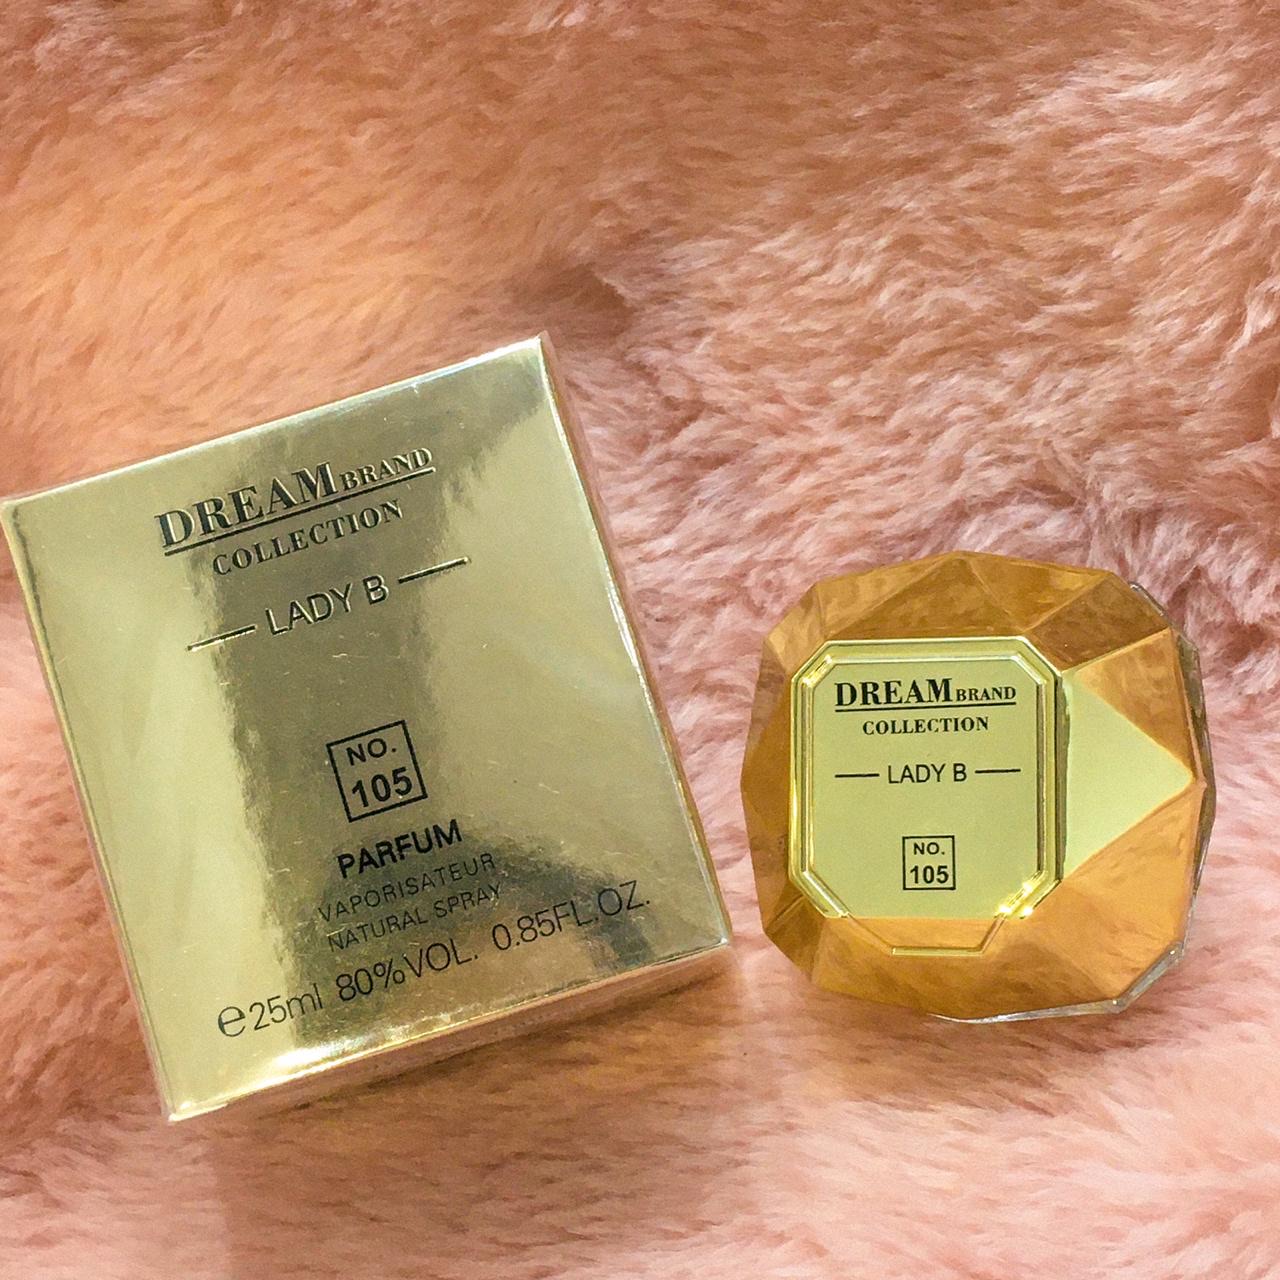 DREAM BRAND
COLLECTION
— LADY B —
NO.
105
PARFUM
VAPORISATEUR
NATURAL SPRAY
℮25ml 80%VOL. 0.85FL.OZ.
DREAM BRAND
COLLECTION
— LADY B —
NO.
105